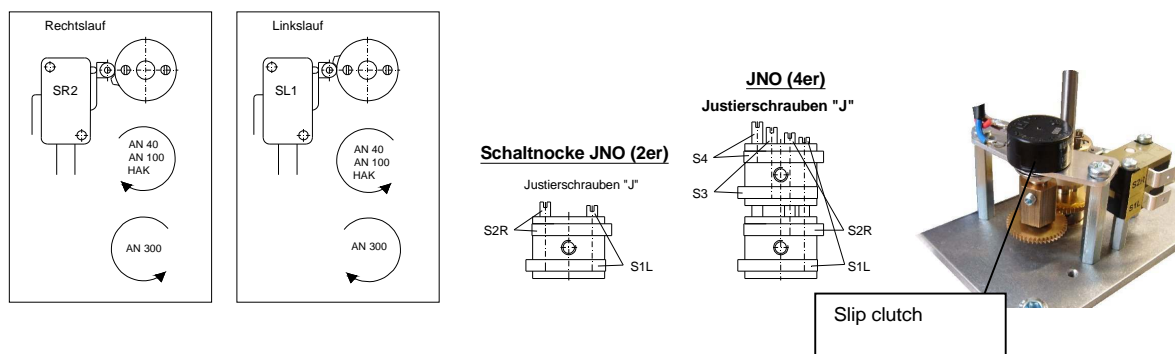 Rechtslauf
SR2
AN 40
AN 100
HAK
AN 300
Linkslauf
SL1
AN 40
AN 100
HAK
AN 300
Schaltnocke JNO (2er)
Justierschrauben "J"
S2R
S1L
JNO (4er)
Justierschrauben "J"
S4
S3
S2R
S1L
S1L
Slip clutch